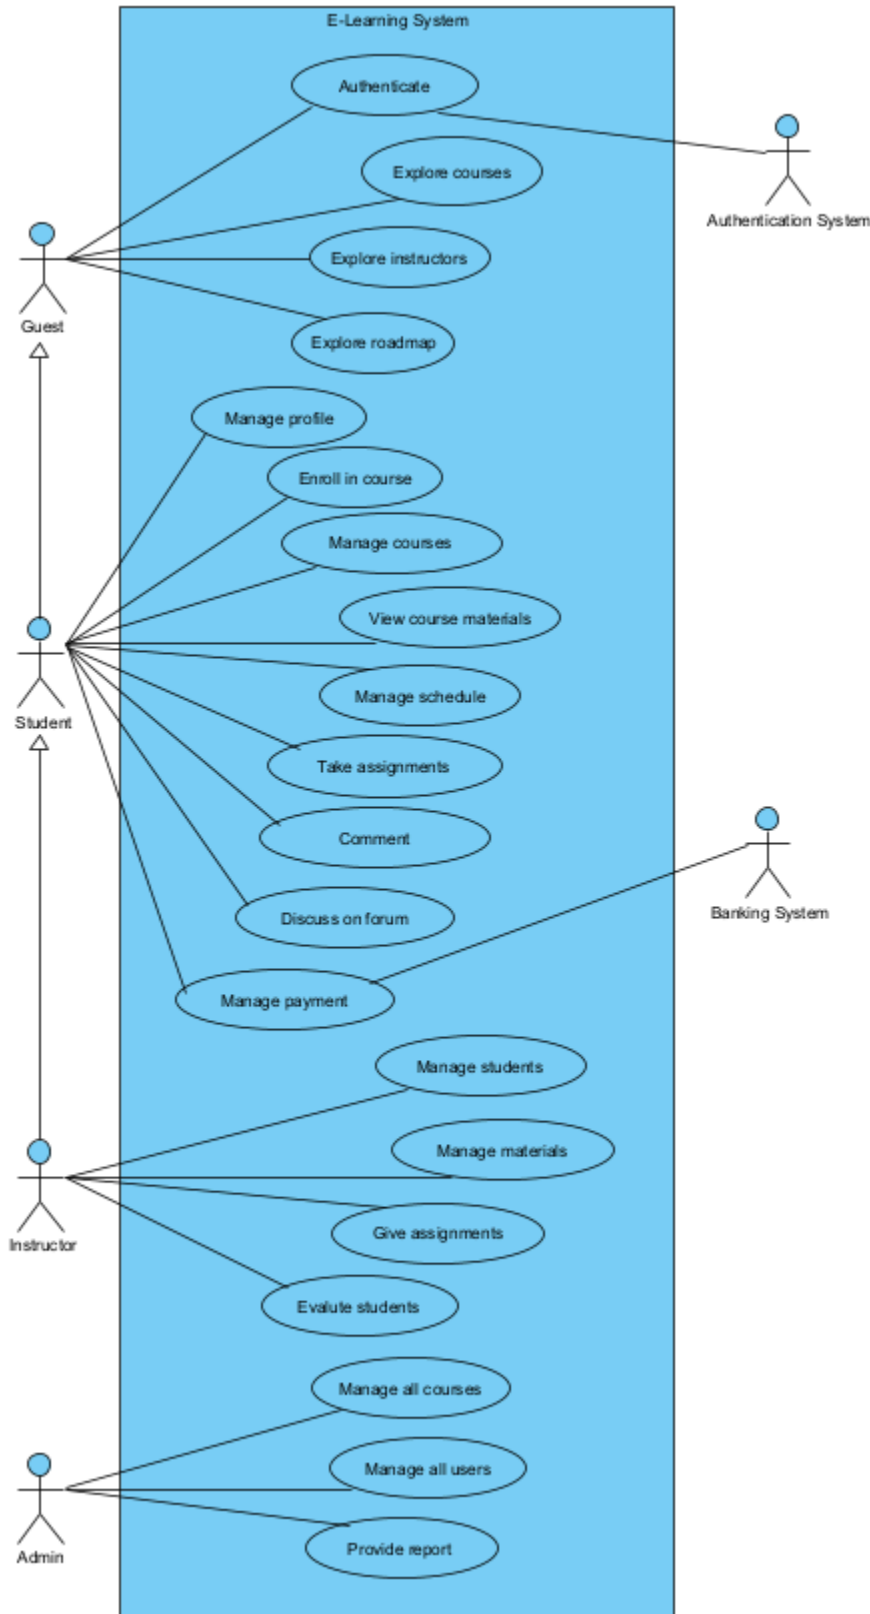 E-Learning System
Authenticate
Explore courses
Authentication System
Explore instructors
Guest
Explore roadmap
Manage profile
Enroll in course
Manage courses
View course materials
Manage schedule
Student
Take assignments
Comment
Discuss on forum
Banking System
Manage payment
Manage students
Manage materials
Give assignments
Instructor
Evalute students
Manage all courses
Manage all users
Provide report
Admin